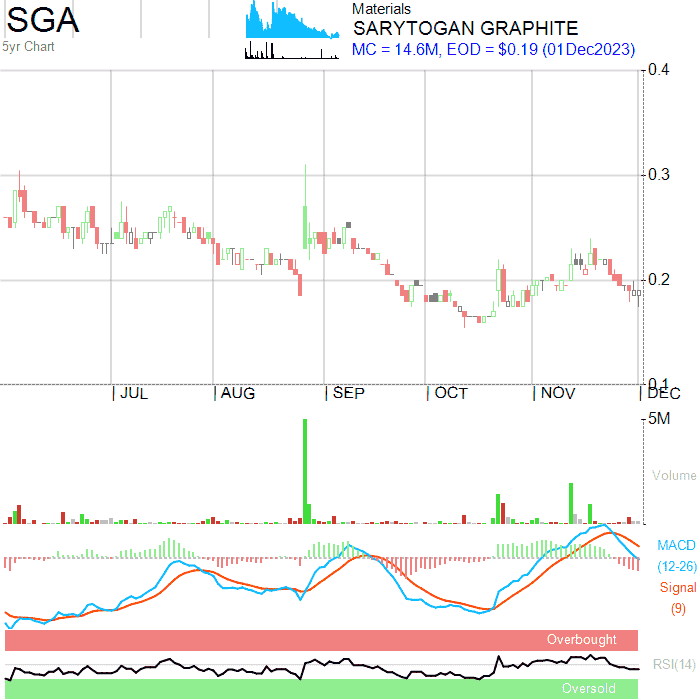 SGA
5yr Chart
Materials
SARYTOGAN GRAPHITE
MC = 14.6M, EOD = $0.19 (01Dec2023)
0.4
0.3
0.2
0.1
JUL AUG SEP OCT NOV DEC
5M
Volume
MACD
(12-26)
Signal
(9)
Overbought
RSI(14)
Oversold